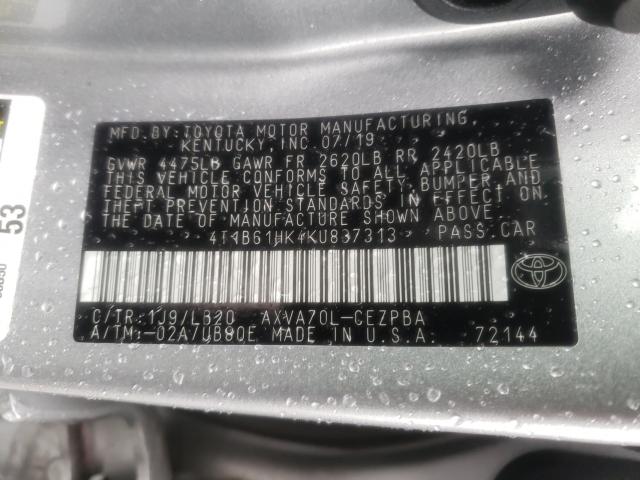 MFD.BY:TOYOTA MOTOR MANUFACTURING
KENTUCKY,INC 07/19
GVWR 4475LB GAWR FR 2620LB RR 2420LB
THIS VEHICLE CONFORMS TO ALL APPLICABLE
FEDERAL MOTOR VEHICLE SAFETY, BUMPER,AND
THEFT PREVENTION STANDARDS IN EFFECT ON
THE DATE OF MANUFACTURE SHOWN ABOVE.
4T1B61HK4KU837313 PASS.CAR
C/TR:1J9/LB20 AXVA70L-CEZPBA
A/TM:-02A/UB80E MADE IN U.S.A. 72144
53